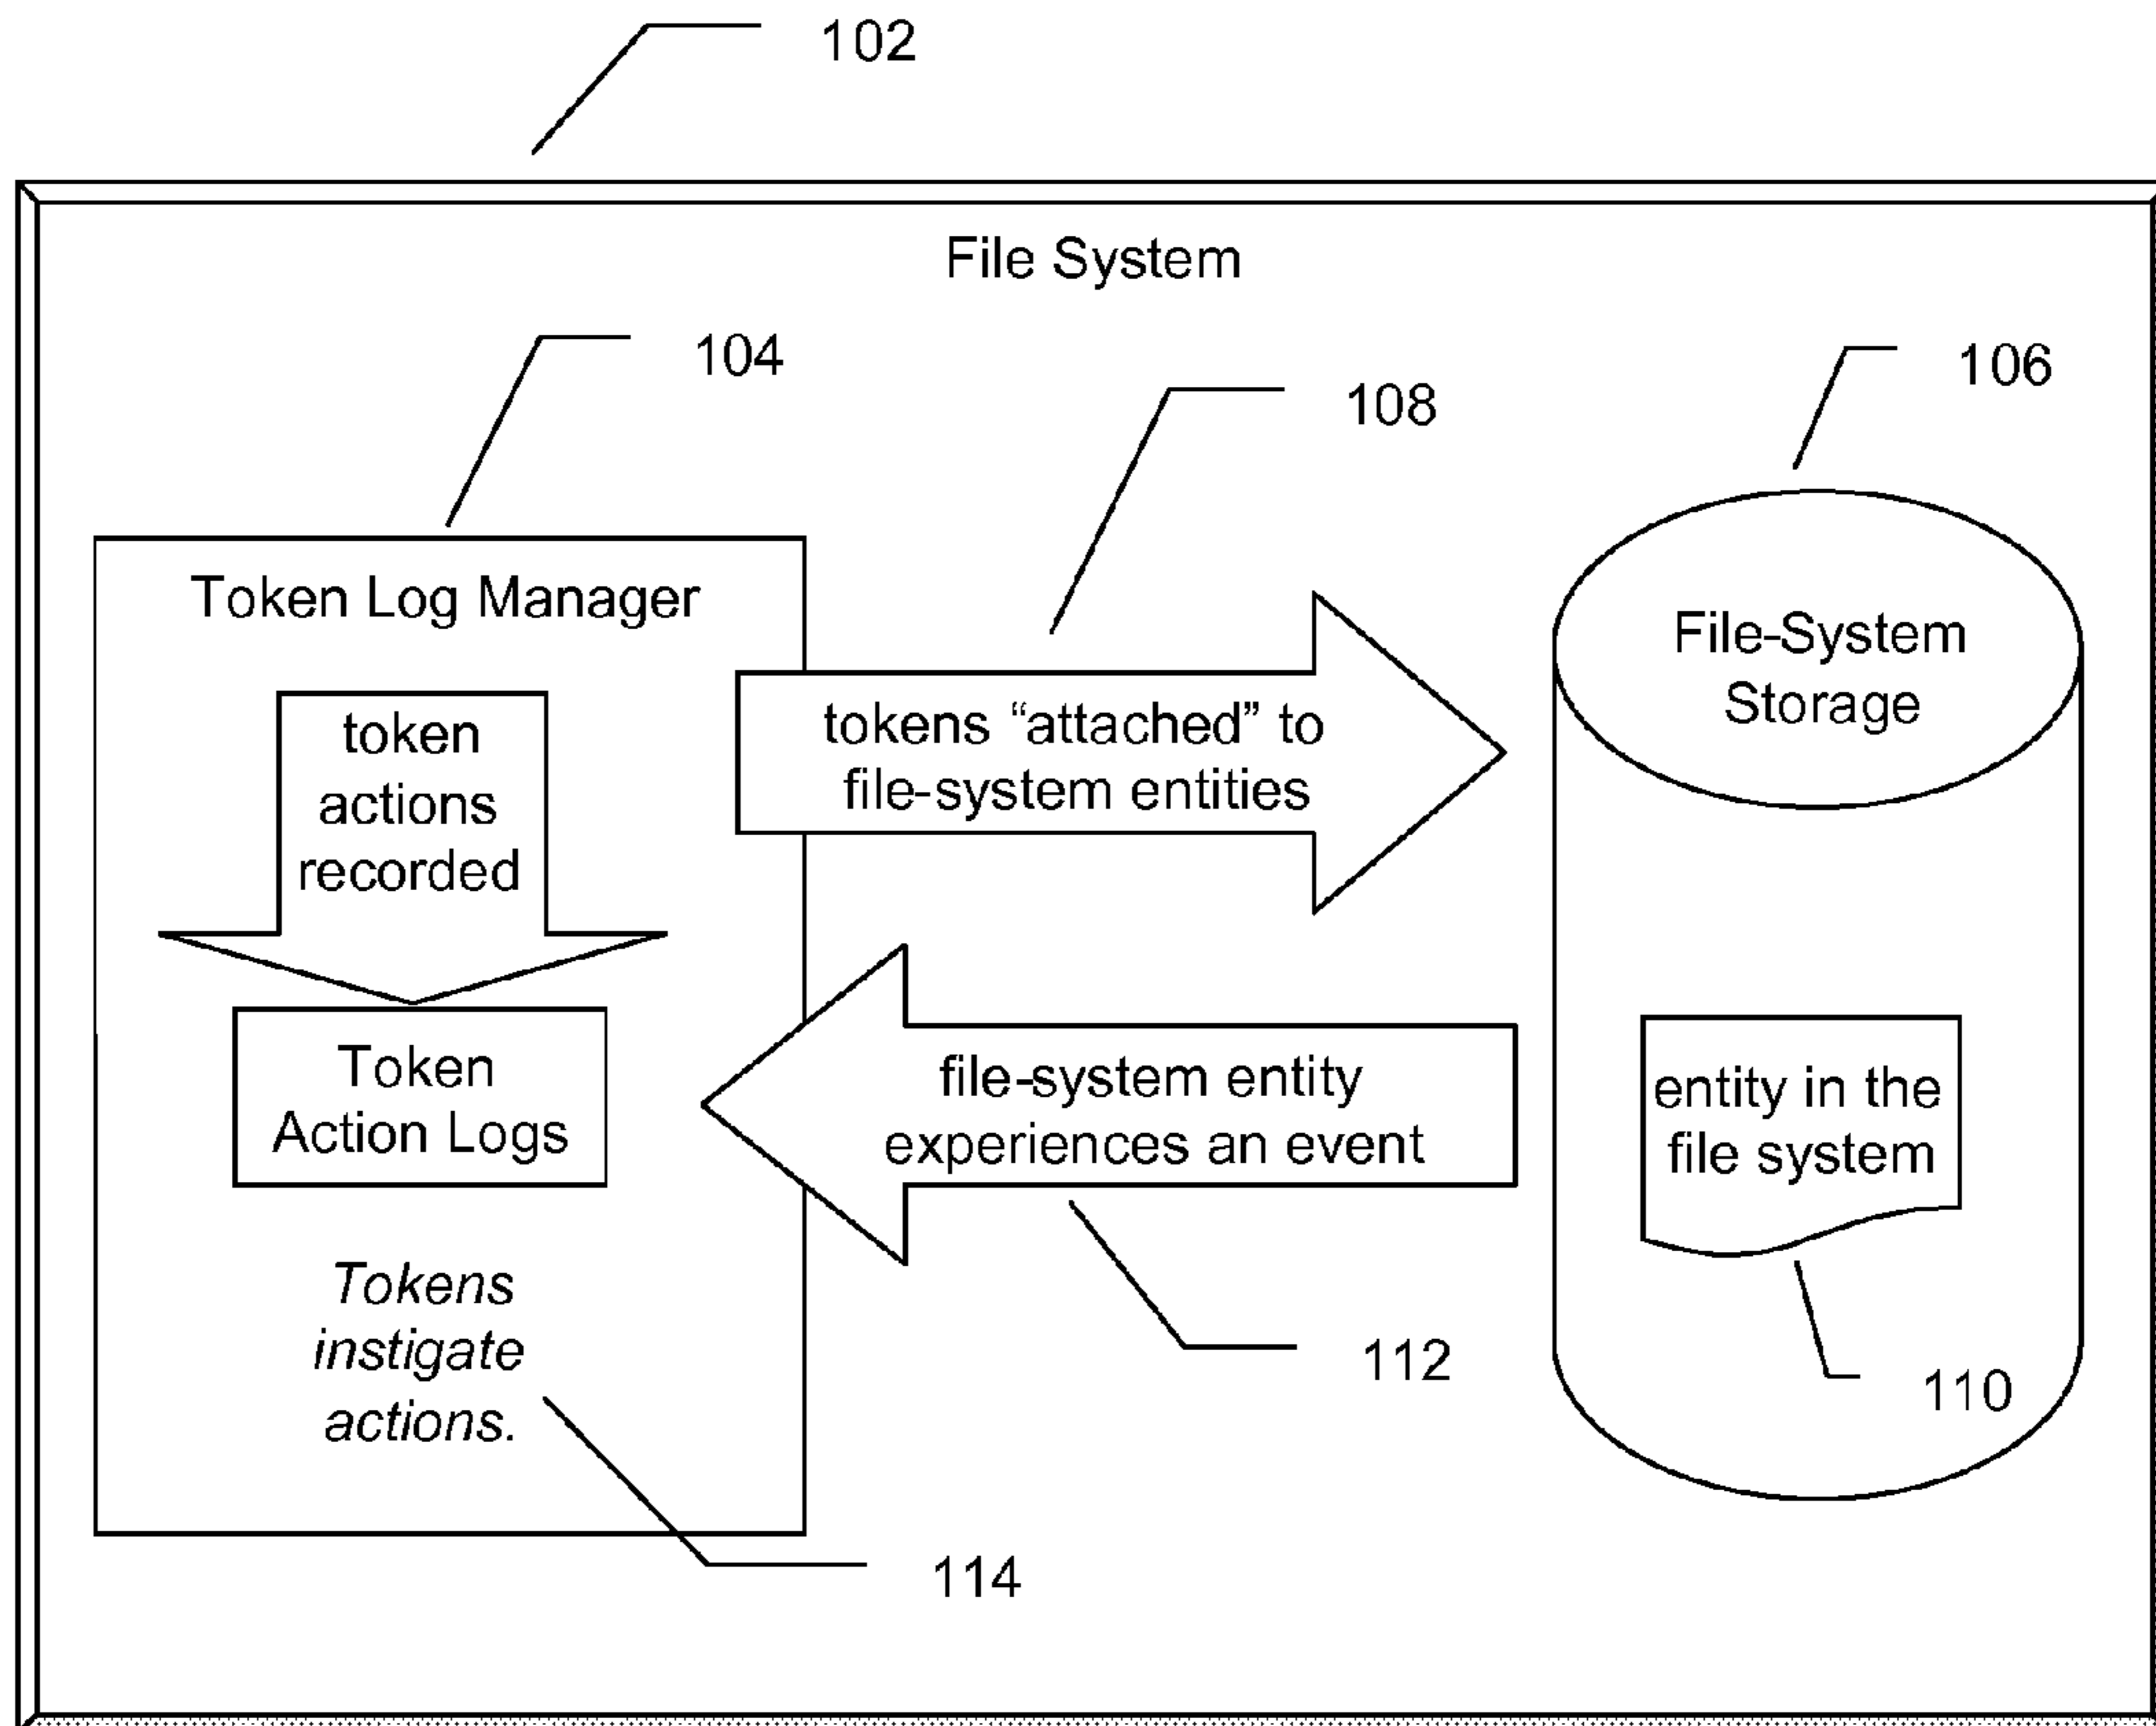 102
File System
104
108
106
Token Log Manager
token
actions
recorded
tokens “attached” to
file-system entities
File-System
Storage
Token
Action Logs
file-system entity
experiences an event
entity in the
file system
Tokens
instigate
actions.
112
110
114